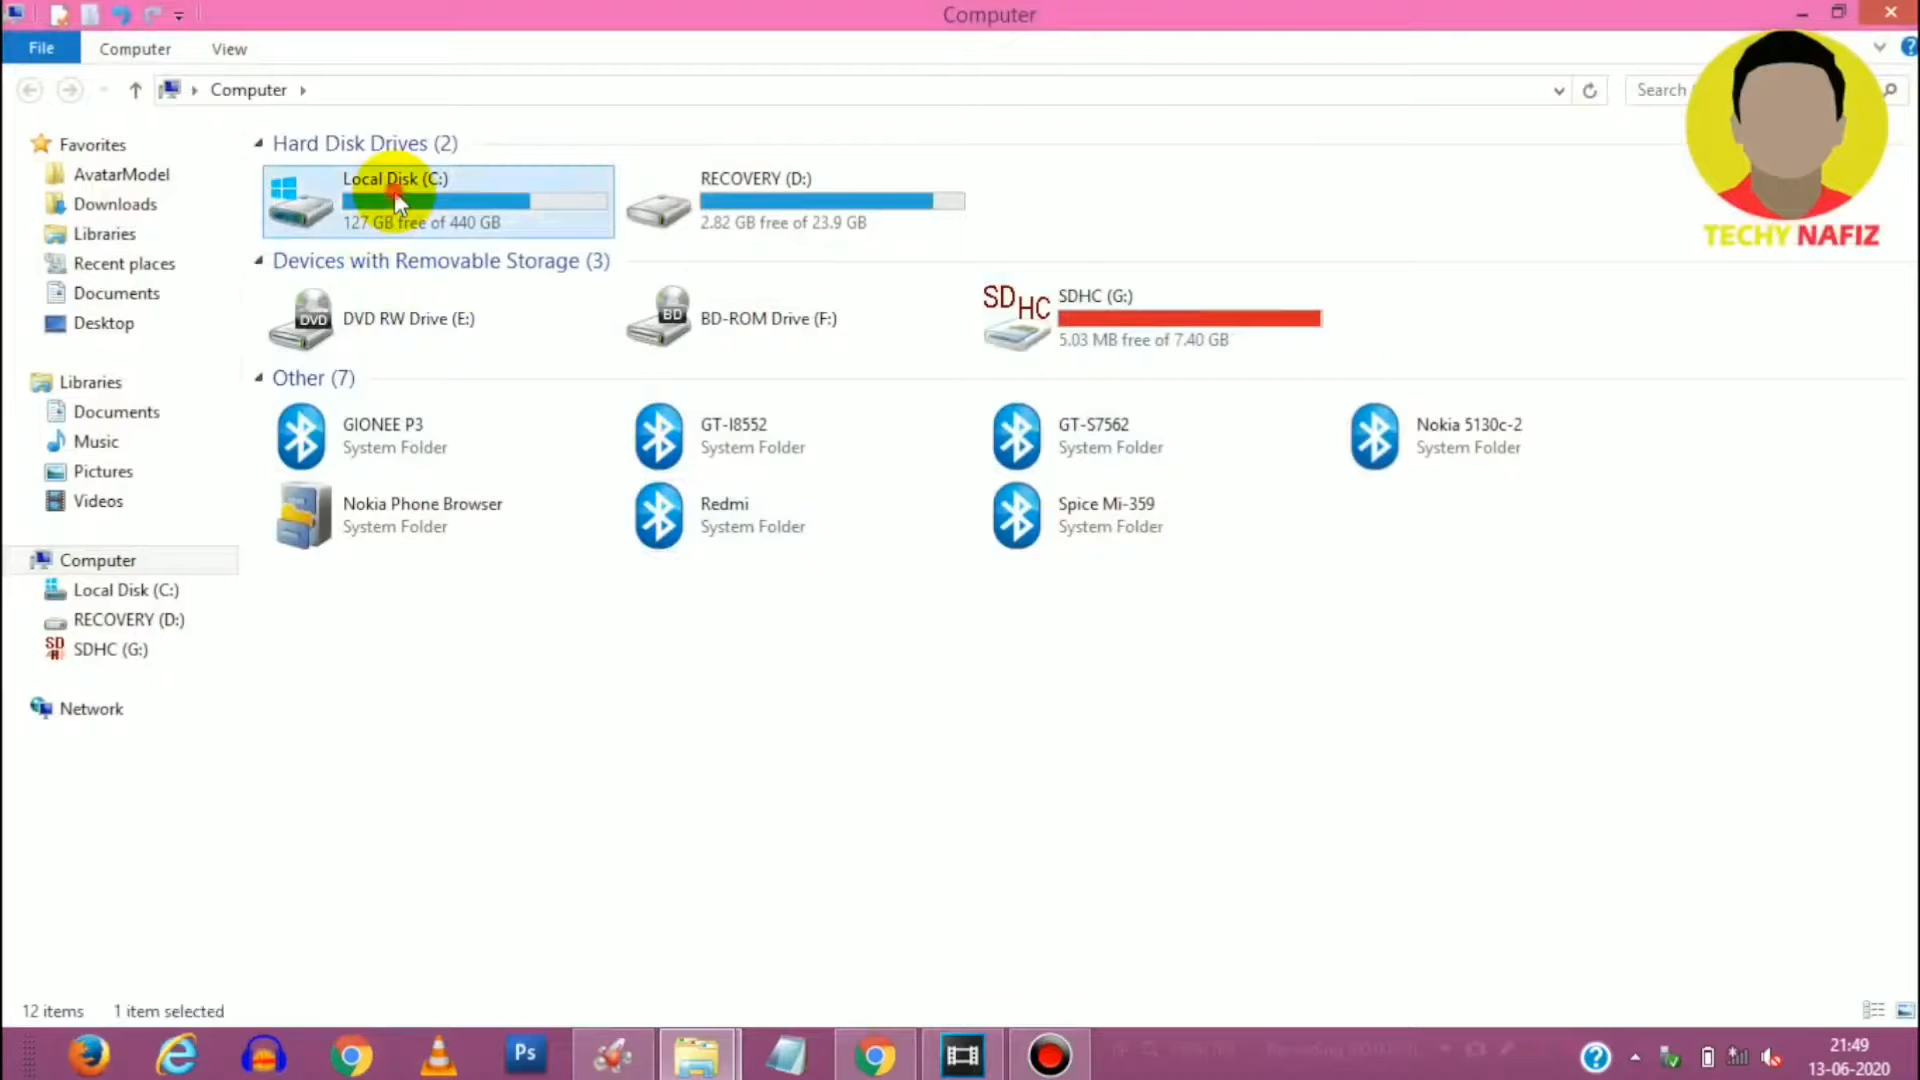 Computer
File
Computer
View
Computer
Search
Favorites
AvatarModel
Downloads
Libraries
Recent places
Documents
Desktop
Libraries
Documents
Music
Pictures
Videos
Computer
Local Disk (C:)
RECOVERY (D:)
SDHC (G:)
Network
Hard Disk Drives (2)
Local Disk (C:)
127 GB free of 440 GB
RECOVERY (D:)
2.82 GB free of 23.9 GB
Devices with Removable Storage (3)
DVD
DVD RW Drive (E:)
BD
BD-ROM Drive (F:)
SDHC
SDHC (G:)
5.03 MB free of 7.40 GB
Other (7)
GIONEE P3
System Folder
GT-I8552
System Folder
GT-S7562
System Folder
Nokia 5130c-2
System Folder
Nokia Phone Browser
System Folder
Redmi
System Folder
Spice Mi-359
System Folder
TECHY NAFIZ
12 items
1 item selected
Ps
21:49
13-06-2020